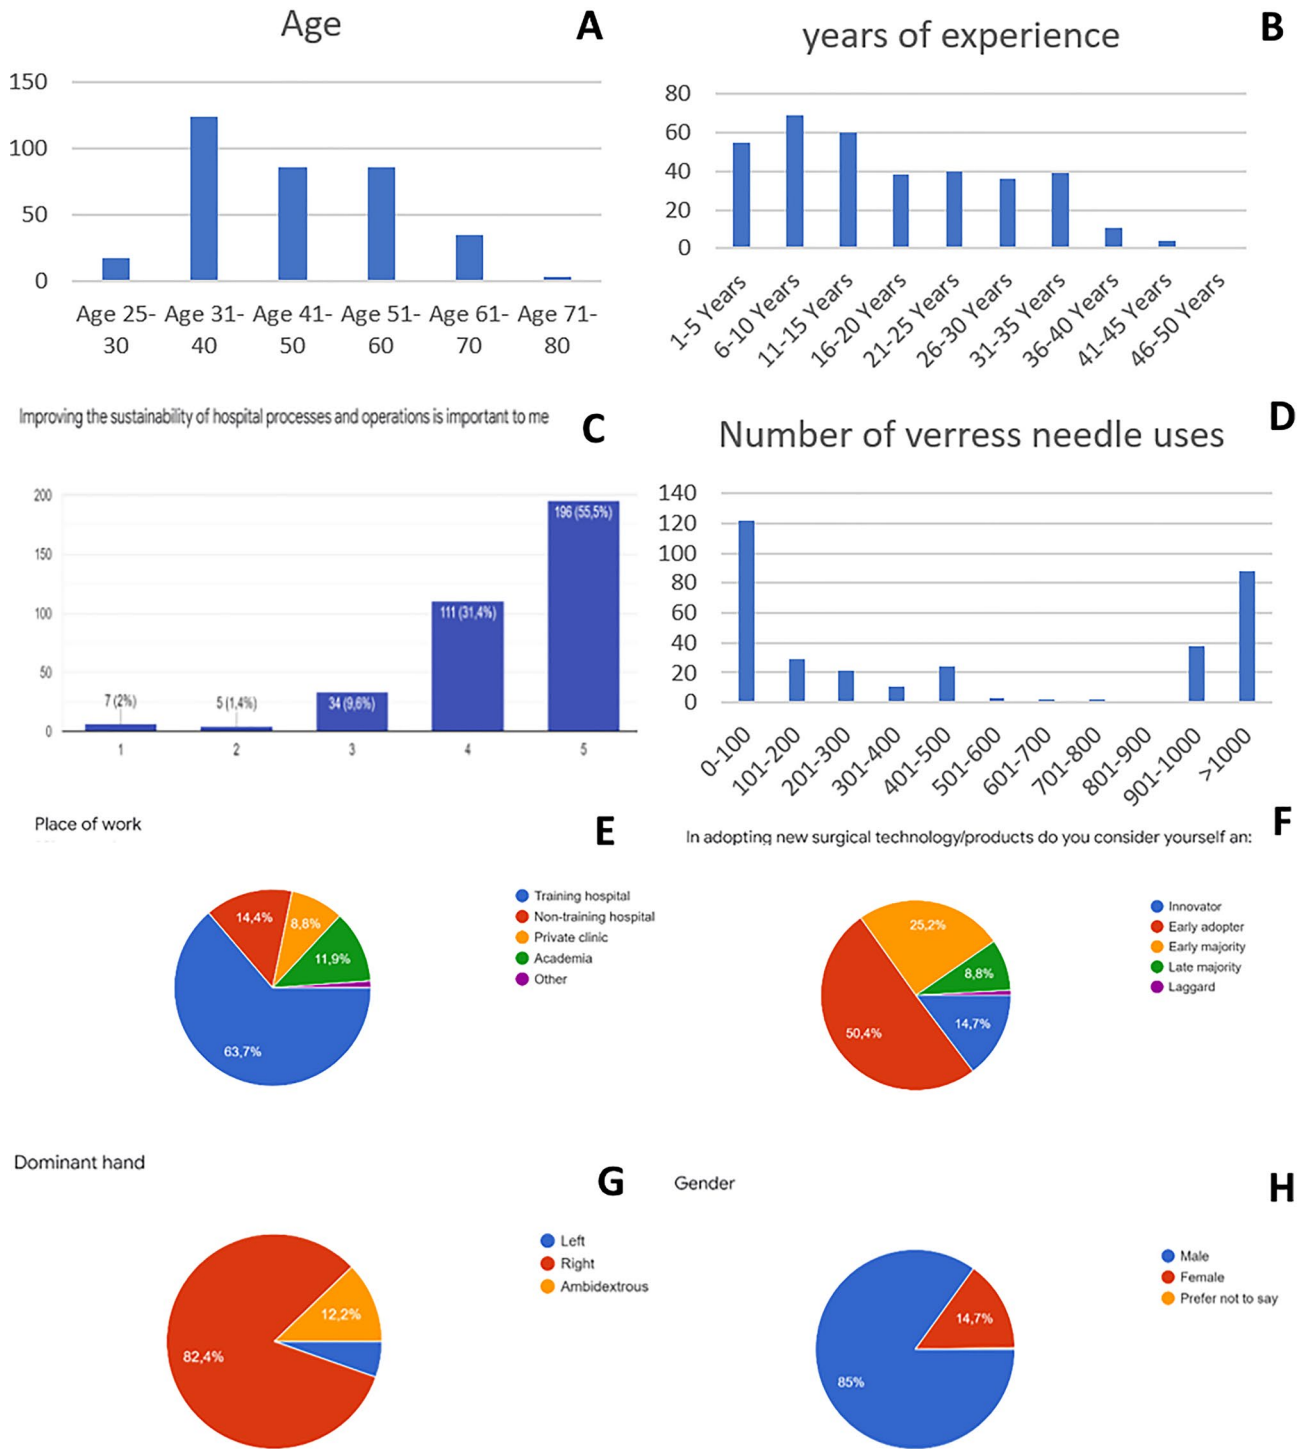 Age
A
150
100
50
0
Age 25-30
Age 31-40
Age 41-50
Age 51-60
Age 61-70
Age 71-80
years of experience
B
80
60
40
20
0
1-5 Years
6-10 Years
11-15 Years
16-20 Years
21-25 Years
26-30 Years
31-35 Years
36-40 Years
41-45 Years
46-50 Years
Improving the sustainability of hospital processes and operations is important to me
C
200
150
100
50
0
7 (2%)
5 (1,4%)
34 (9,6%)
111 (31,4%)
196 (55,5%)
1
2
3
4
5
Number of verress needle uses
D
140
120
100
80
60
40
20
0
0-100
101-200
201-300
301-400
401-500
501-600
601-700
701-800
801-900
901-1000
>1000
Place of work
E
14,4%
8,8%
11,9%
63,7%
Training hospital
Non-training hospital
Private clinic
Academia
Other
In adopting new surgical technology/products do you consider yourself an:
F
25,2%
8,8%
14,7%
50,4%
Innovator
Early adopter
Early majority
Late majority
Laggard
Dominant hand
G
12,2%
82,4%
Left
Right
Ambidextrous
Gender
H
14,7%
85%
Male
Female
Prefer not to say